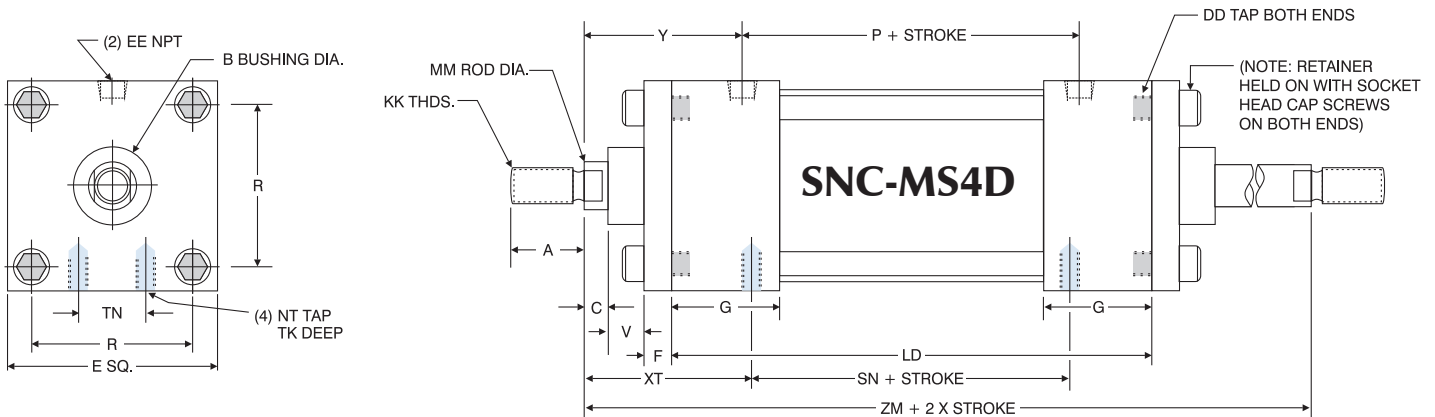 (2) EE NPT
B BUSHING DIA.
R
TN
R
E SQ.
(4) NT TAP
TK DEEP
Y
P + STROKE
DD TAP BOTH ENDS
MM ROD DIA.
KK THDS.
(NOTE: RETAINER
HELD ON WITH SOCKET
HEAD CAP SCREWS
ON BOTH ENDS)
SNC-MS4D
A
C
G
G
V
F
LD
XT
SN + STROKE
ZM + 2 X STROKE